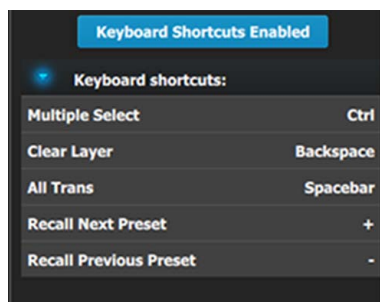 Keyboard Shortcuts Enabled
Keyboard shortcuts:
Multiple Select Ctrl
Clear Layer Backspace
All Trans Spacebar
Recall Next Preset +
Recall Previous Preset -